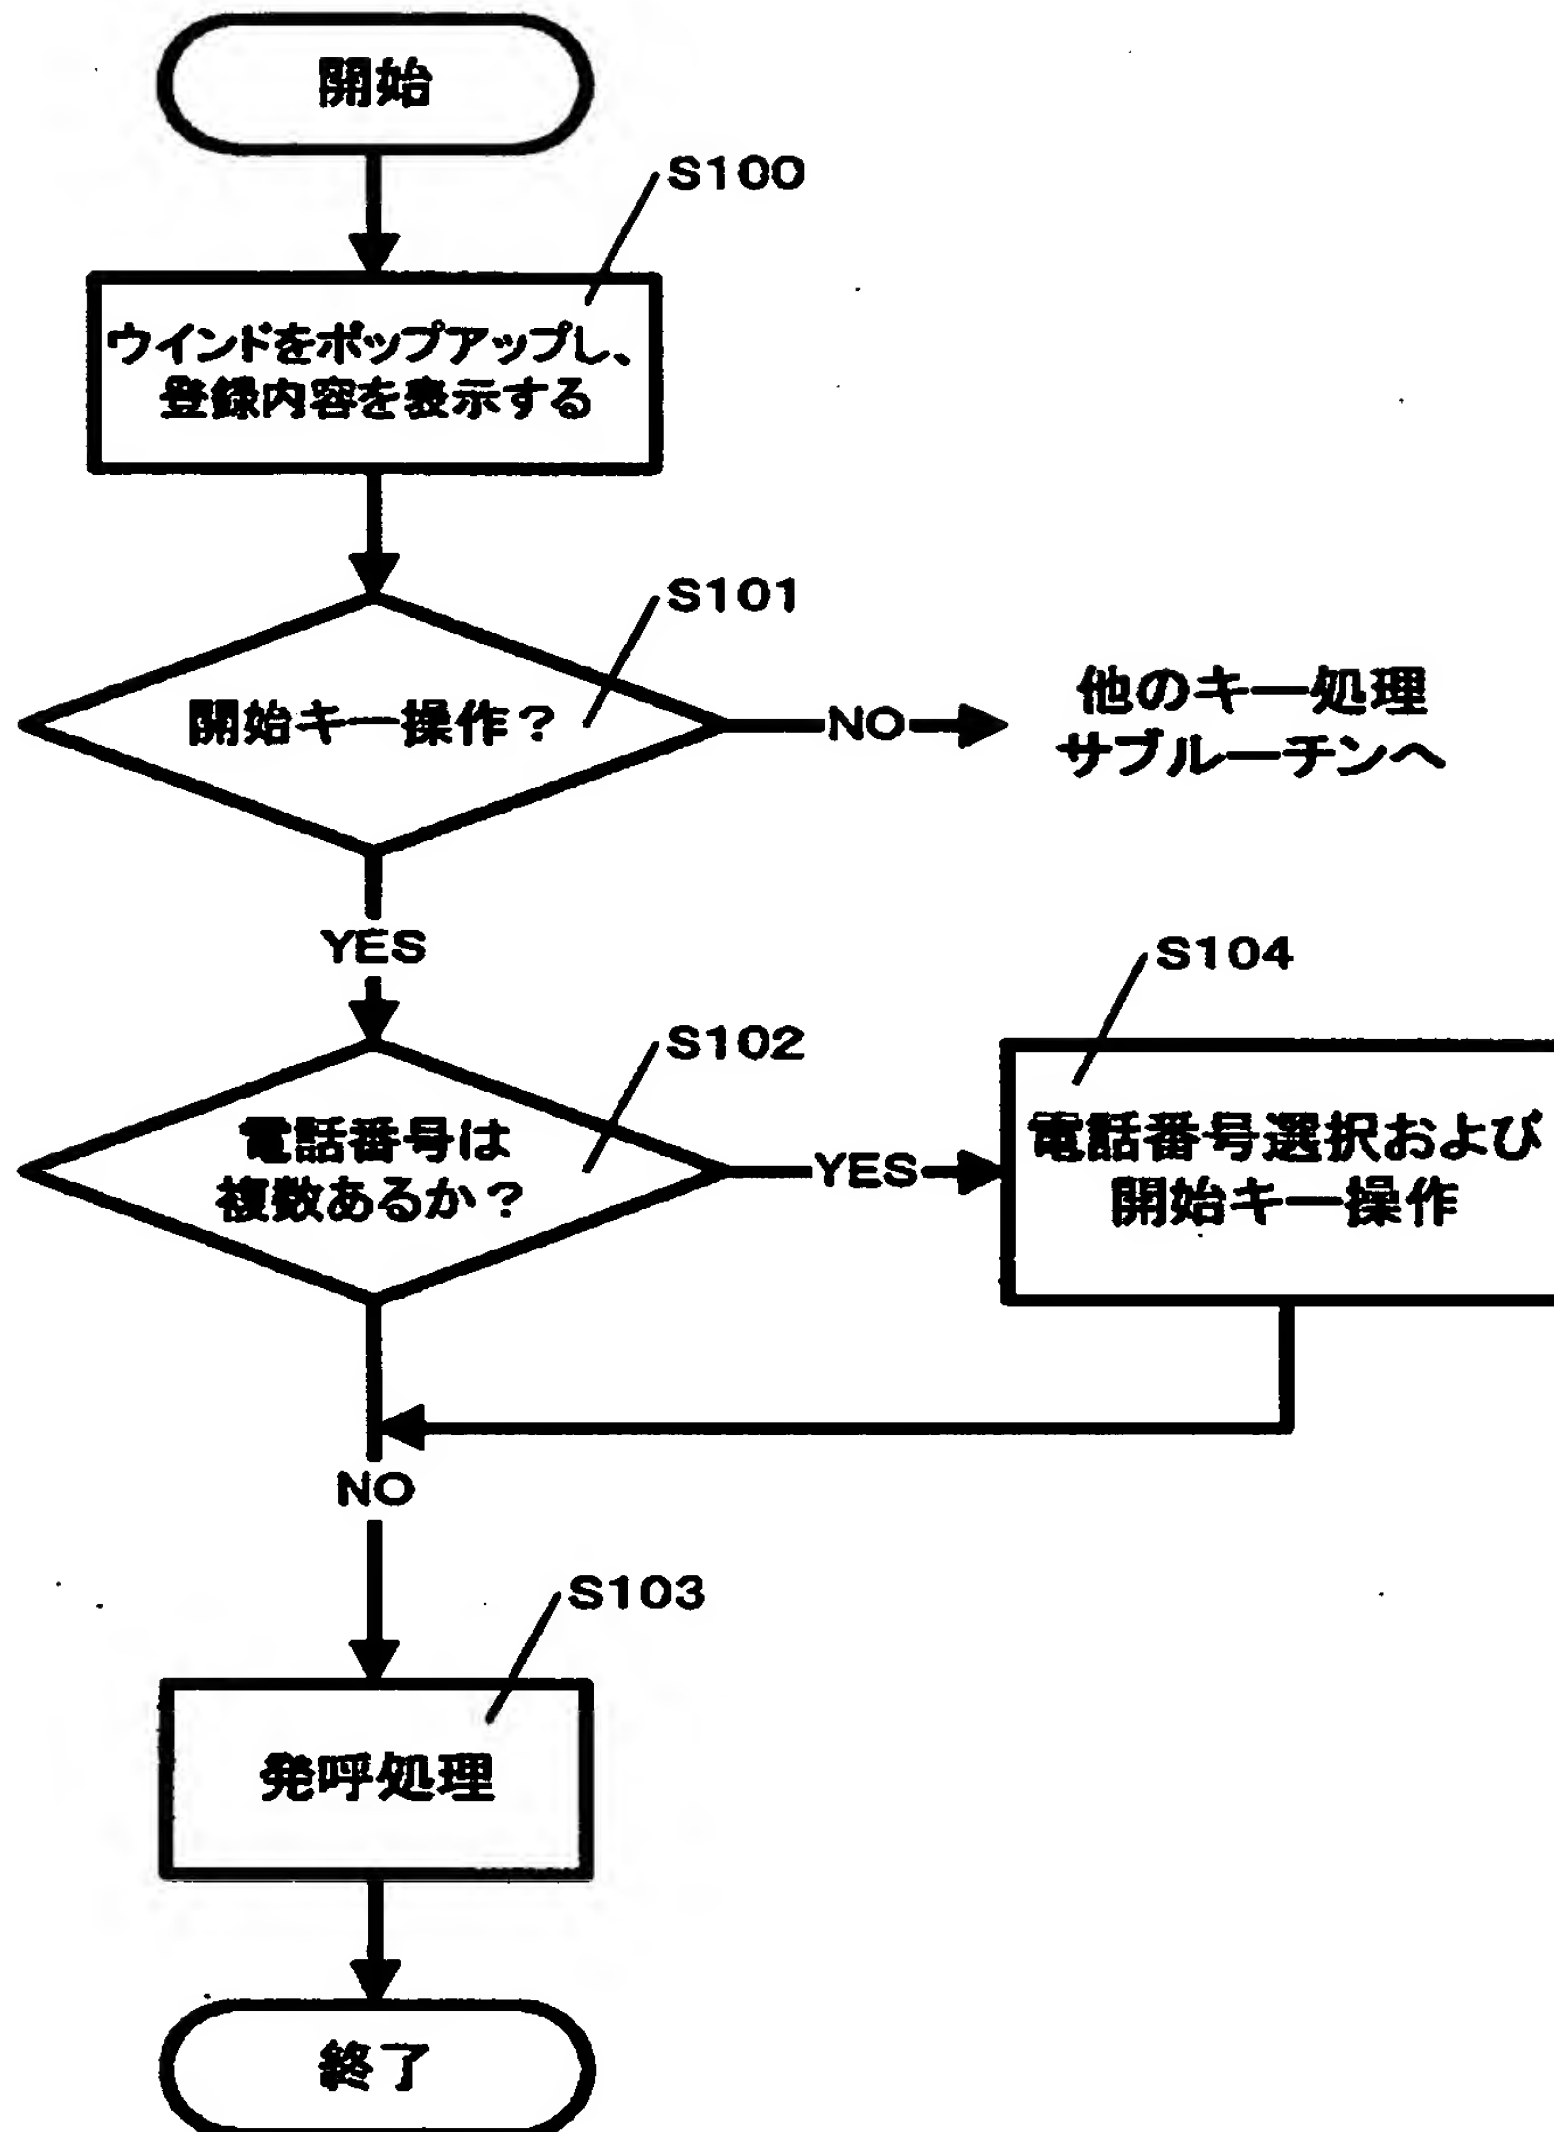 開始
S100
ウインドをポップアップし、
登録内容を表示する
S101
開始キー操作？
NO
他のキー処理
サブルーチンへ
YES
S102
電話番号は
複数あるか？
YES
S104
電話番号選択および
開始キー操作
NO
S103
発呼処理
終了